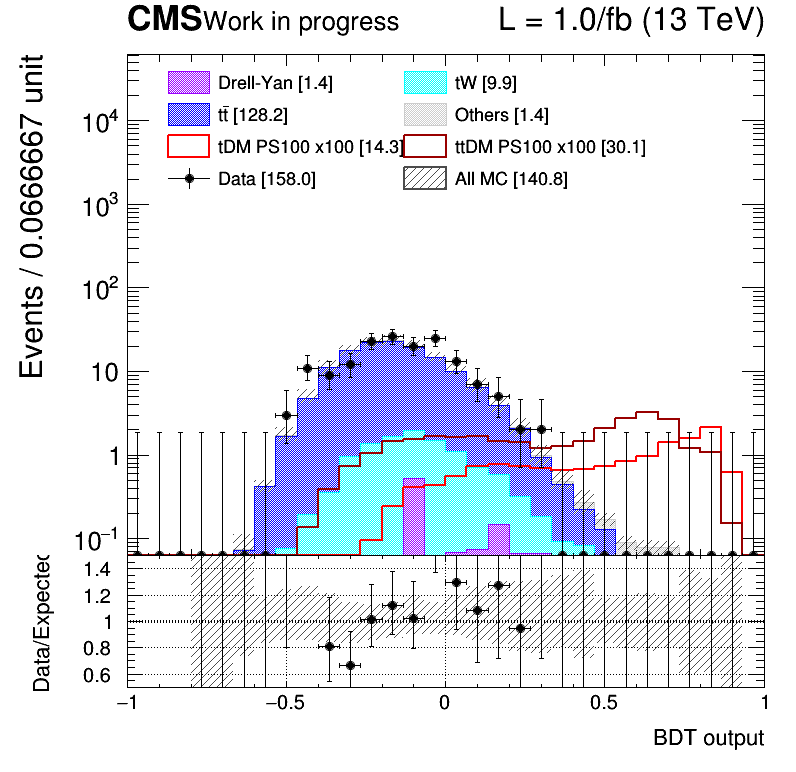 CMS Work in progress L = 1.0/fb (13 TeV)
Events / 0.0666667 unit
Drell-Yan [1.4] tW [9.9]
tt̄ [128.2] Others [1.4]
tDM PS100 x100 [14.3] ttDM PS100 x100 [30.1]
Data [158.0] All MC [140.8]
10⁴
10³
10²
10
1
10⁻¹
Data/Expected
1.4
1.2
1
0.8
0.6
−1 −0.5 0 0.5 1
BDT output